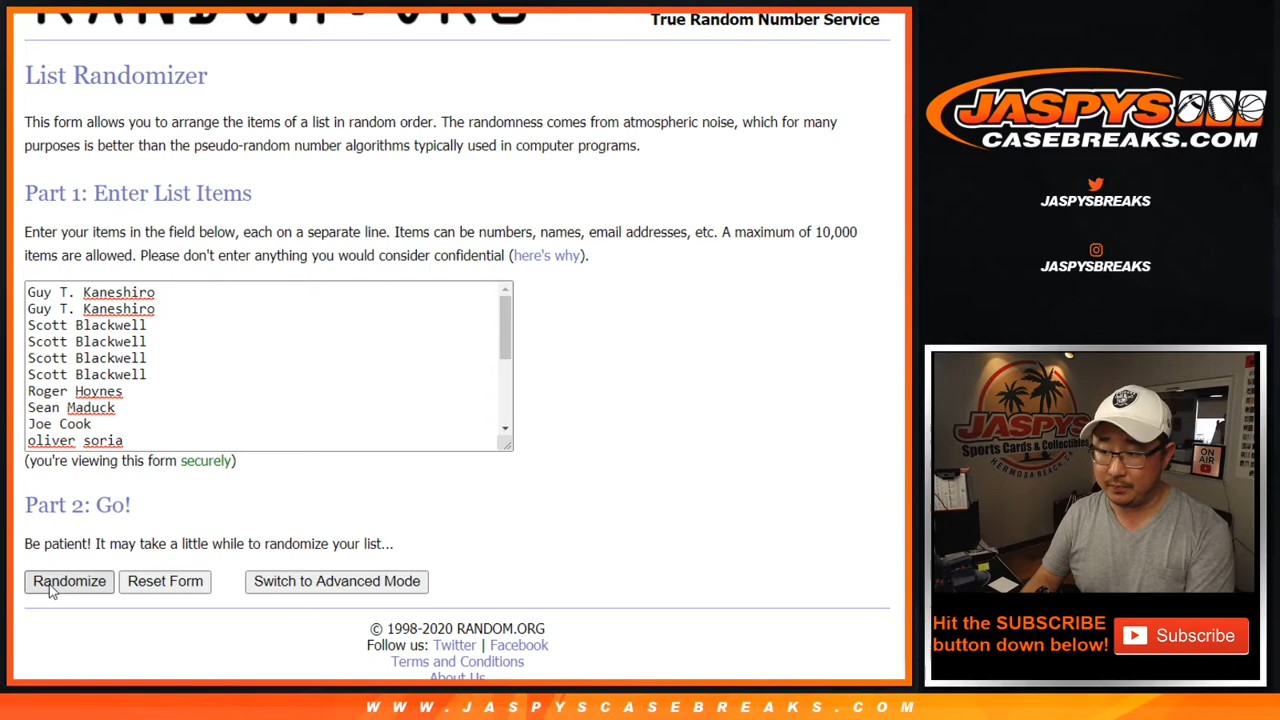 True Random Number Service
List Randomizer
This form allows you to arrange the items of a list in random order. The randomness comes from atmospheric noise, which for many
purposes is better than the pseudo-random number algorithms typically used in computer programs.
Part 1: Enter List Items
Enter your items in the field below, each on a separate line. Items can be numbers, names, email addresses, etc. A maximum of 10,000
items are allowed. Please don't enter anything you would consider confidential (here's why).
Guy T. Kaneshiro
Guy T. Kaneshiro
Scott Blackwell
Scott Blackwell
Scott Blackwell
Scott Blackwell
Roger Hoynes
Sean Maduck
Joe Cook
oliver soria
(you're viewing this form securely)
Part 2: Go!
Be patient! It may take a little while to randomize your list...
Randomize Reset Form Switch to Advanced Mode
© 1998-2020 RANDOM.ORG
Follow us: Twitter | Facebook
Terms and Conditions
About Us
JASPYS
CASEBREAKS.COM
JASPYSBREAKS
JASPYSBREAKS
JASPYS
Sports Cards & Collectibles
HERMOSA BEACH, CA
ON
AIR
Hit the SUBSCRIBE
button down below!
Subscribe
WWW.JASPYSCASEBREAKS.COM